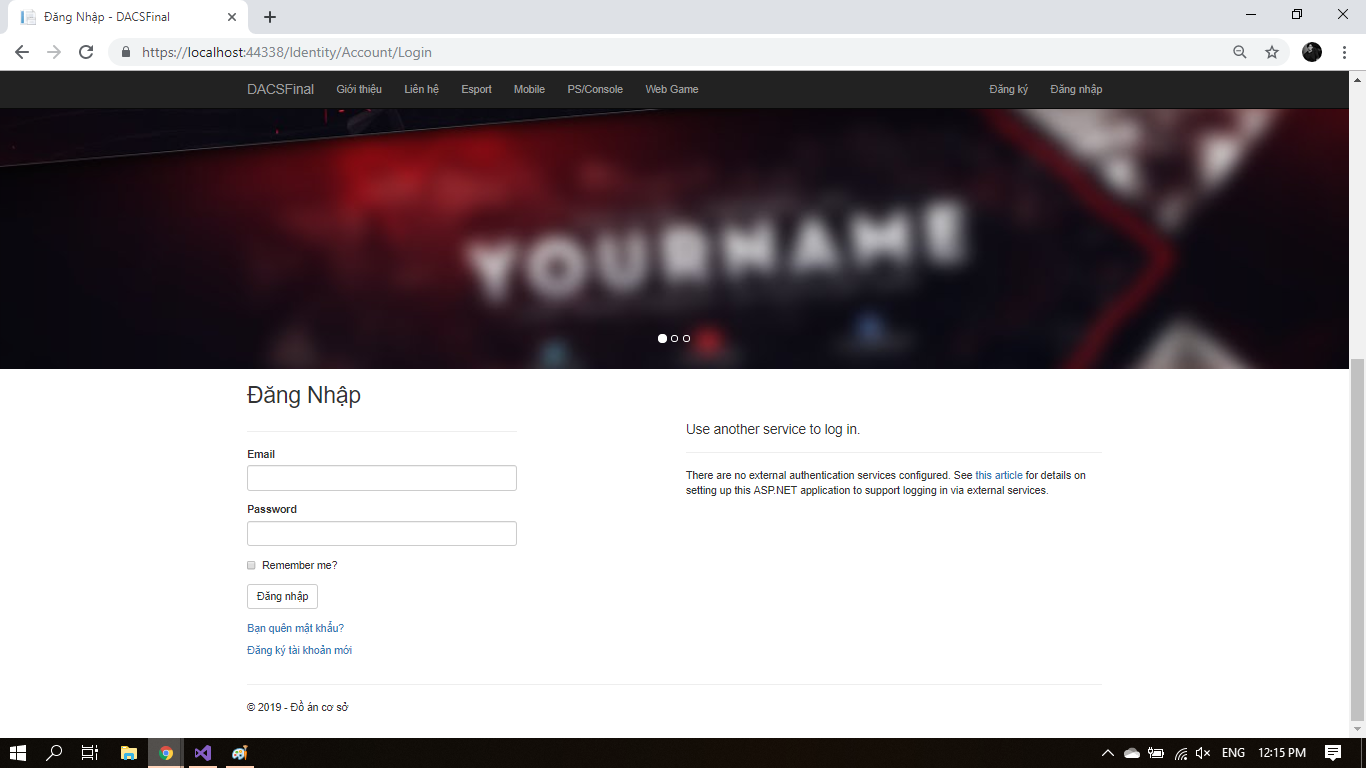 Đăng Nhập - DACSFinal
https://localhost:44338/Identity/Account/Login
DACSFinal Giới thiệu Liên hệ Esport Mobile PS/Console Web Game Đăng ký Đăng nhập
YOURNAME
Đăng Nhập
Use another service to log in.
Email
There are no external authentication services configured. See this article for details on
setting up this ASP.NET application to support logging in via external services.
Password
Remember me?
Đăng nhập
Bạn quên mật khẩu?
Đăng ký tài khoản mới
© 2019 - Đồ án cơ sở
ENG 12:15 PM